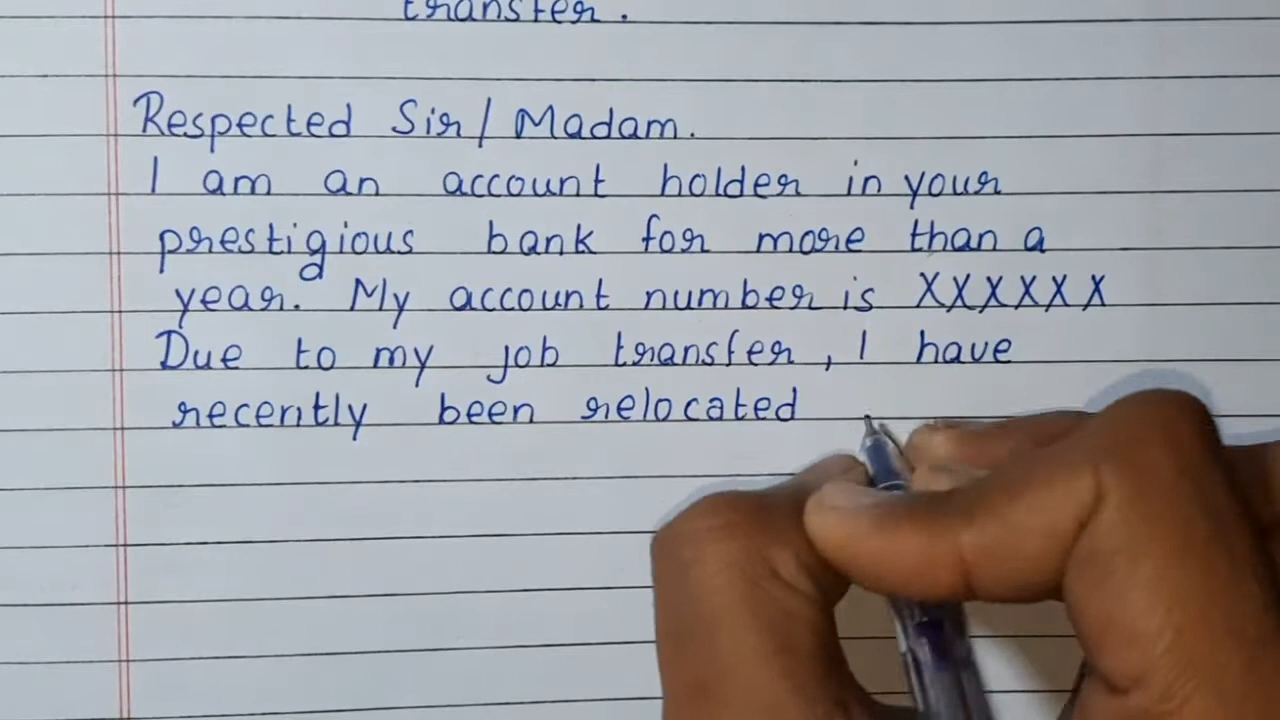 transfer.
Respected Sir/Madam.
I am an account holder in your
prestigious bank for more than a
year. My account number is XXXXXX
Due to my job transfer, I have
recently been relocated